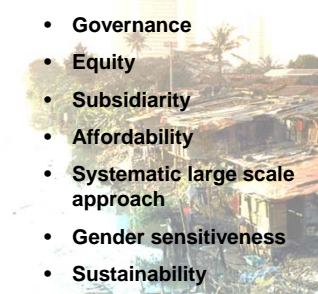 • Governance
• Equity
• Subsidiarity
• Affordability
• Systematic large scale
approach
• Gender sensitiveness
• Sustainability